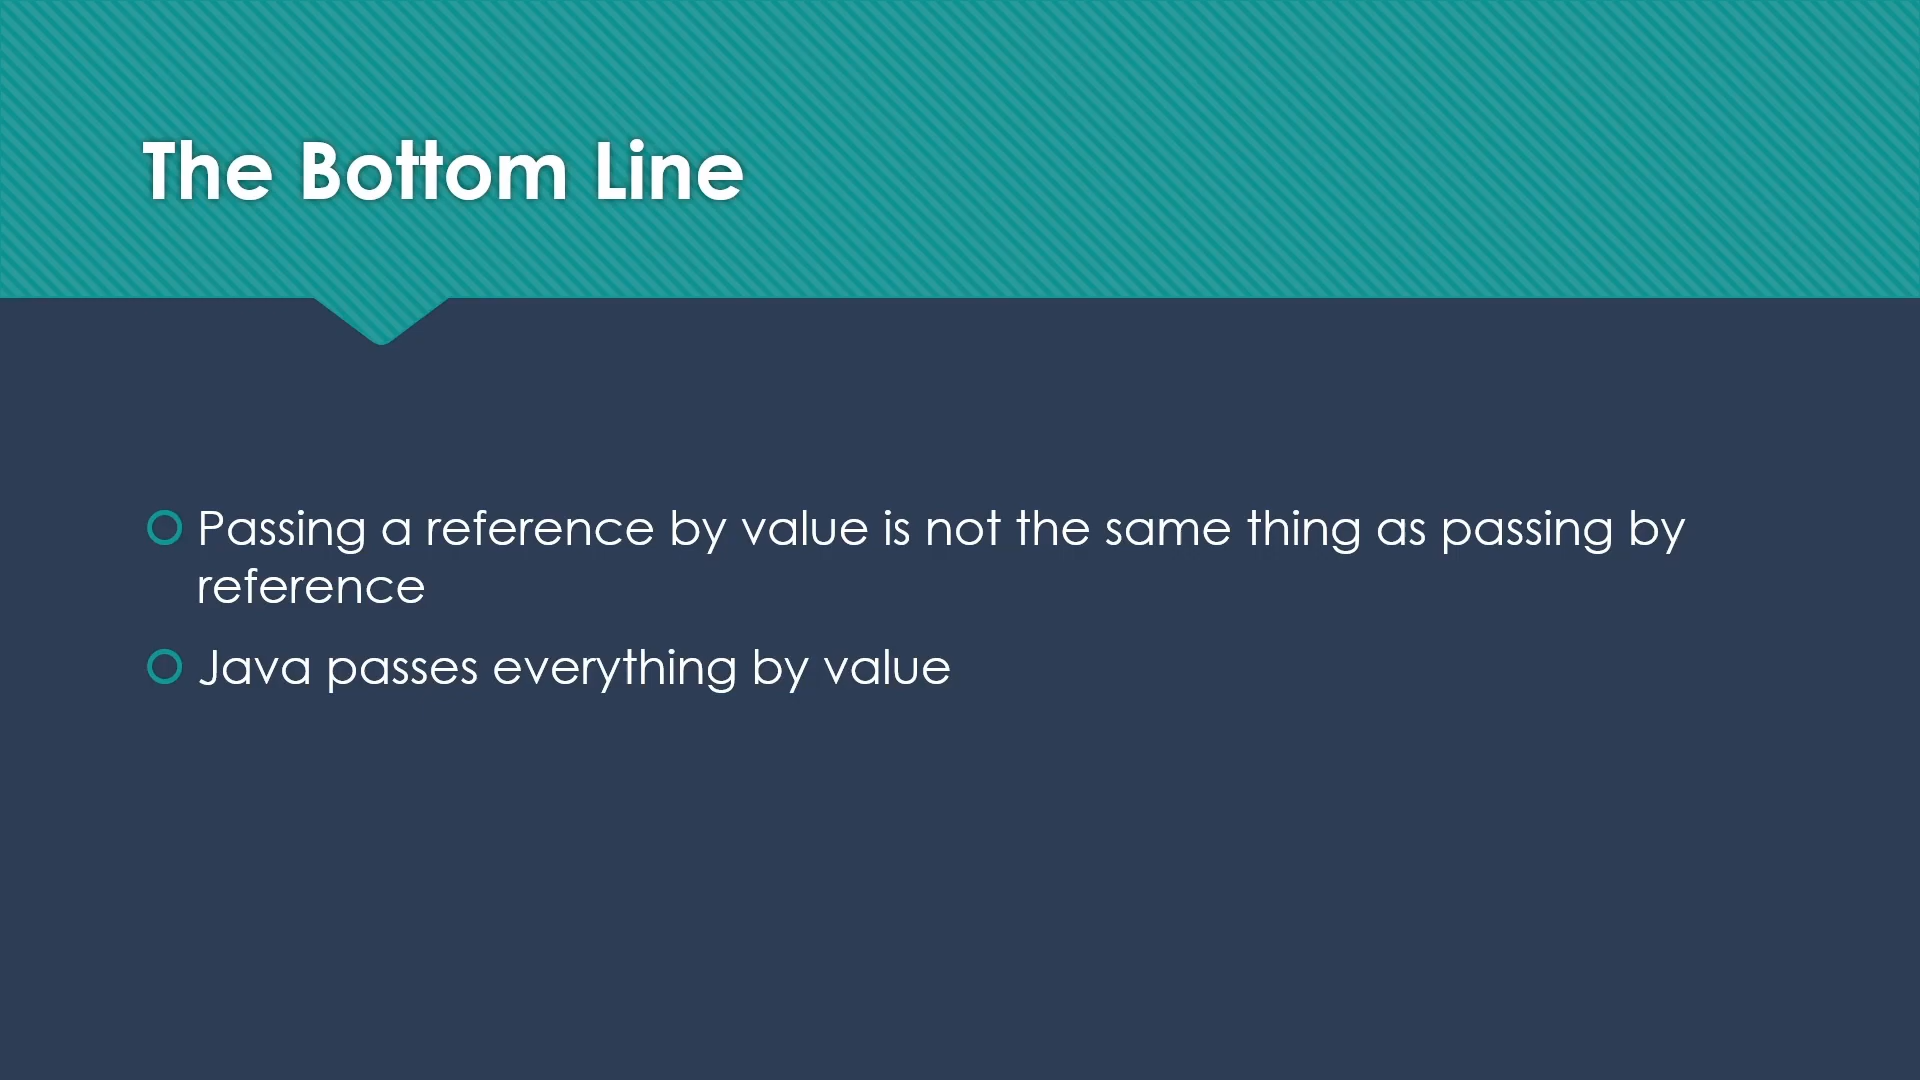 The Bottom Line
Passing a reference by value is not the same thing as passing by
reference
Java passes everything by value